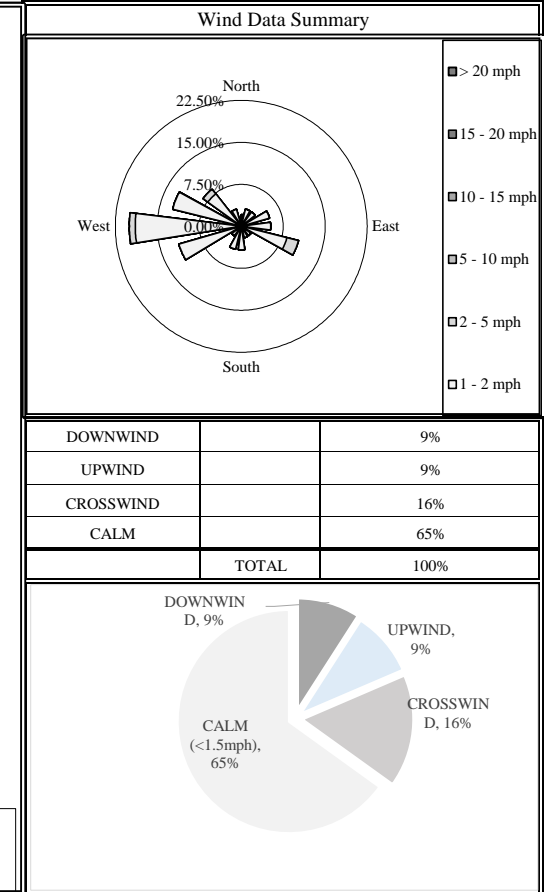 Wind Data Summary
North
22.50%
15.00%
7.50%
0.00%
West
East
South
> 20 mph
15 - 20 mph
10 - 15 mph
5 - 10 mph
2 - 5 mph
1 - 2 mph
DOWNWIND 9%
UPWIND 9%
CROSSWIND 16%
CALM 65%
TOTAL 100%
DOWNWIN
D, 9%
UPWIND,
9%
CROSSWIN
D, 16%
CALM
(<1.5mph),
65%